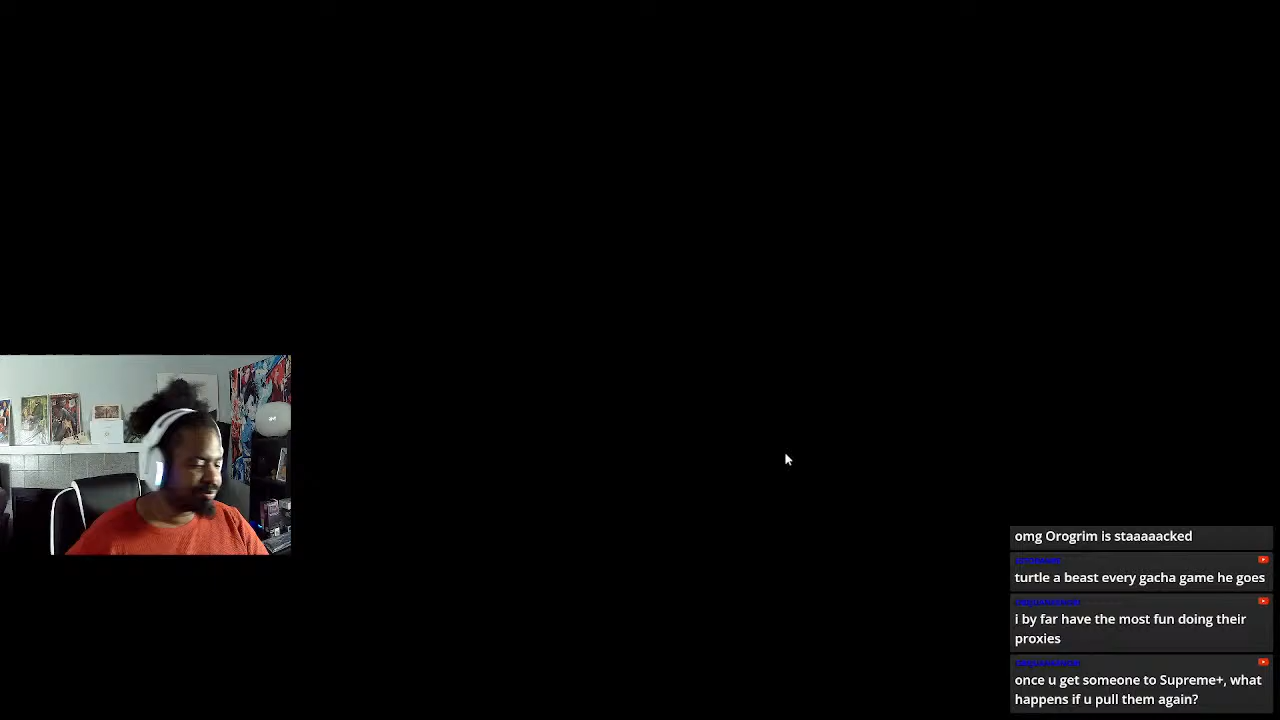 omg Orogrim is staaaaacked
turtle a beast every gacha game he goes
i by far have the most fun doing their
proxies
once u get someone to Supreme+, what
happens if u pull them again?